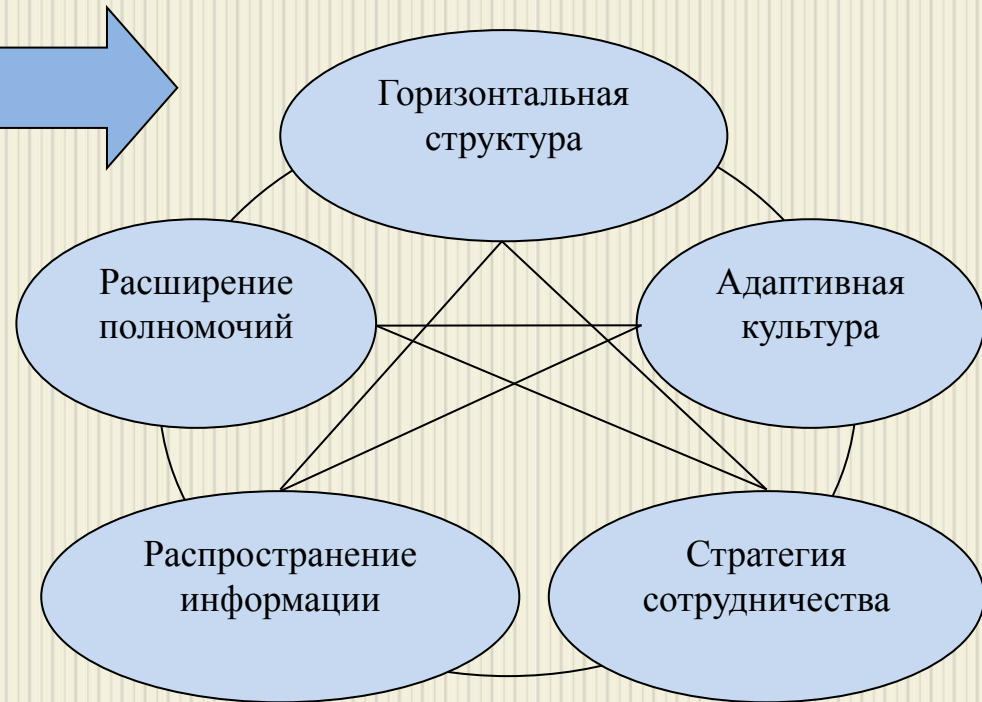 Горизонтальная
структура
Расширение
полномочий
Адаптивная
культура
Распространение
информации
Стратегия
сотрудничества